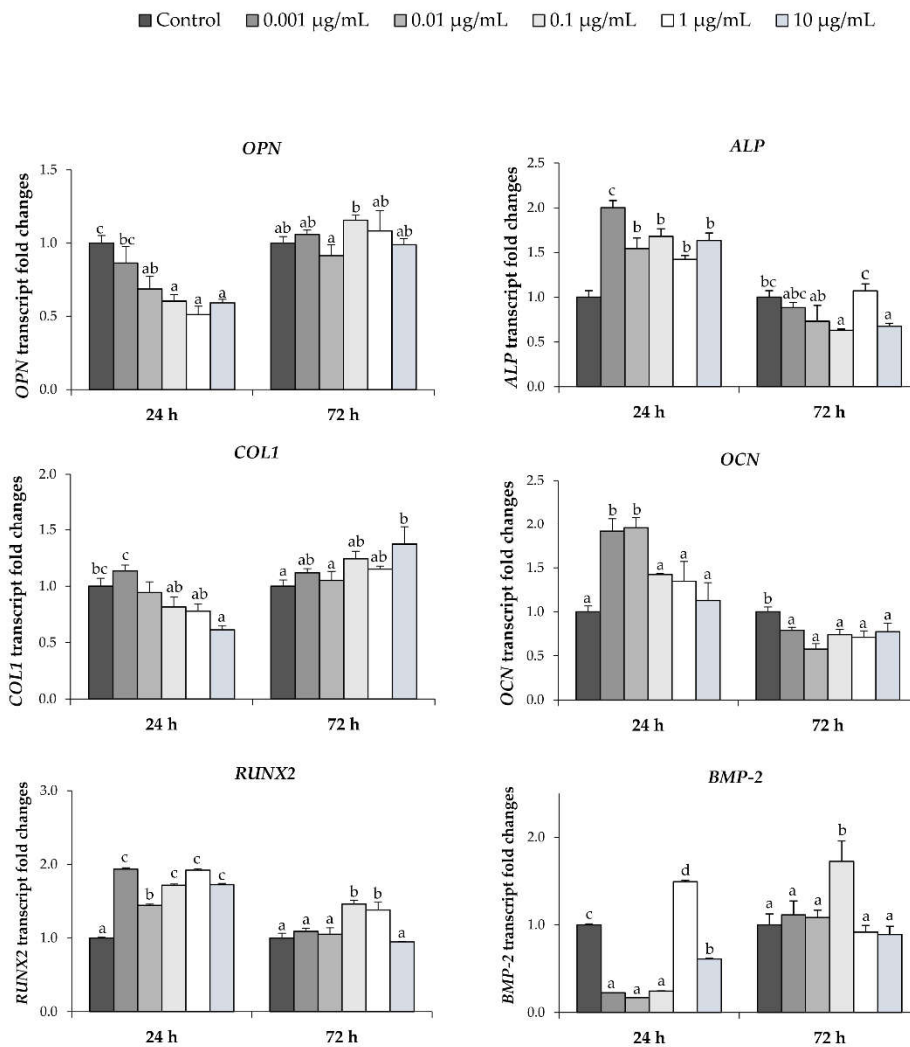 Control 0.001 µg/mL 0.01 µg/mL 0.1 µg/mL 1 µg/mL 10 µg/mL
OPN
OPN transcript fold changes
1.5
1.0
0.5
0.0
c bc ab a a a
ab ab a b ab ab
24 h 72 h
ALP
ALP transcript fold changes
2.5
2.0
1.5
1.0
0.5
0.0
c b b b b
bc abc ab a c a
24 h 72 h
COL1
COL1 transcript fold changes
2.0
1.5
1.0
0.5
0.0
bc c ab ab a
a ab a ab ab b
24 h 72 h
OCN
OCN transcript fold changes
2.5
2.0
1.5
1.0
0.5
0.0
a b b a a a
b a a a a a
24 h 72 h
RUNX2
RUNX2 transcript fold changes
3.0
2.0
1.0
0.0
a c b c c c
a a a b b a
24 h 72 h
BMP-2
BMP-2 transcript fold changes
2.0
1.0
0.0
c a a a d b
a a a b a a
24 h 72 h